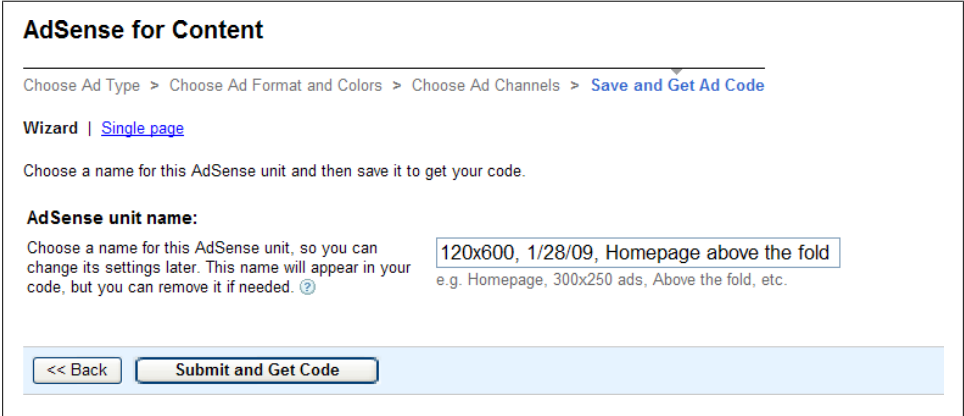 AdSense for Content
Choose Ad Type > Choose Ad Format and Colors > Choose Ad Channels > Save and Get Ad Code
Wizard | Single page
Choose a name for this AdSense unit and then save it to get your code.
AdSense unit name:
Choose a name for this AdSense unit, so you can
change its settings later. This name will appear in your
code, but you can remove it if needed. ?
120x600, 1/28/09, Homepage above the fold
e.g. Homepage, 300x250 ads, Above the fold, etc.
<< Back
Submit and Get Code